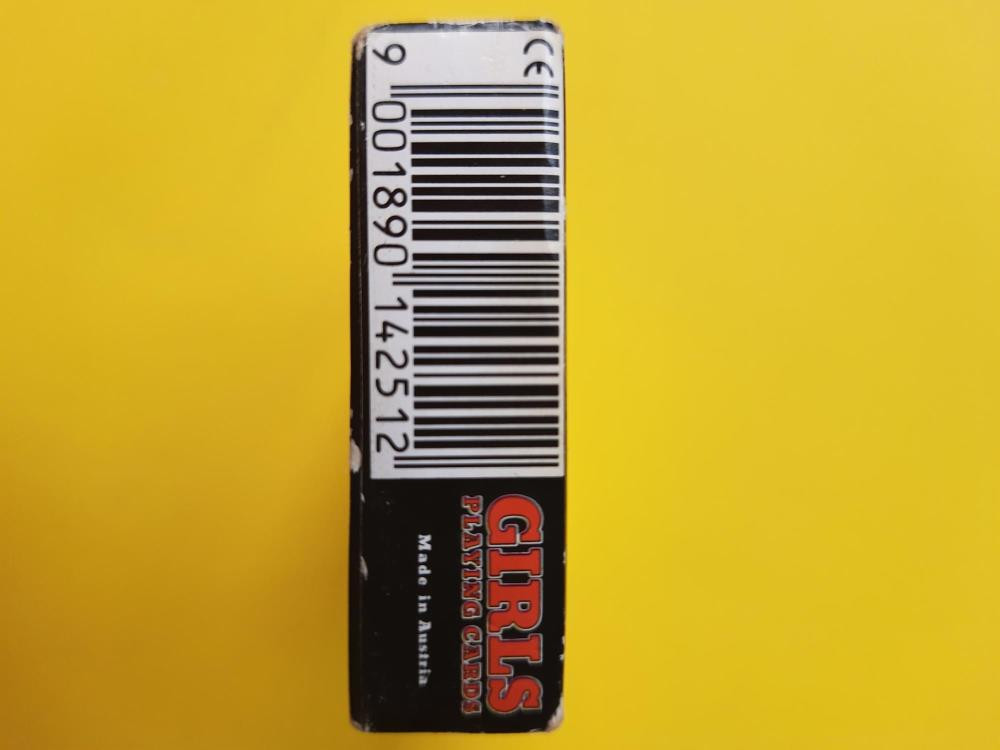 CE
9 001890 142512
GIRLS
PLAYING CARDS
Made in Austria